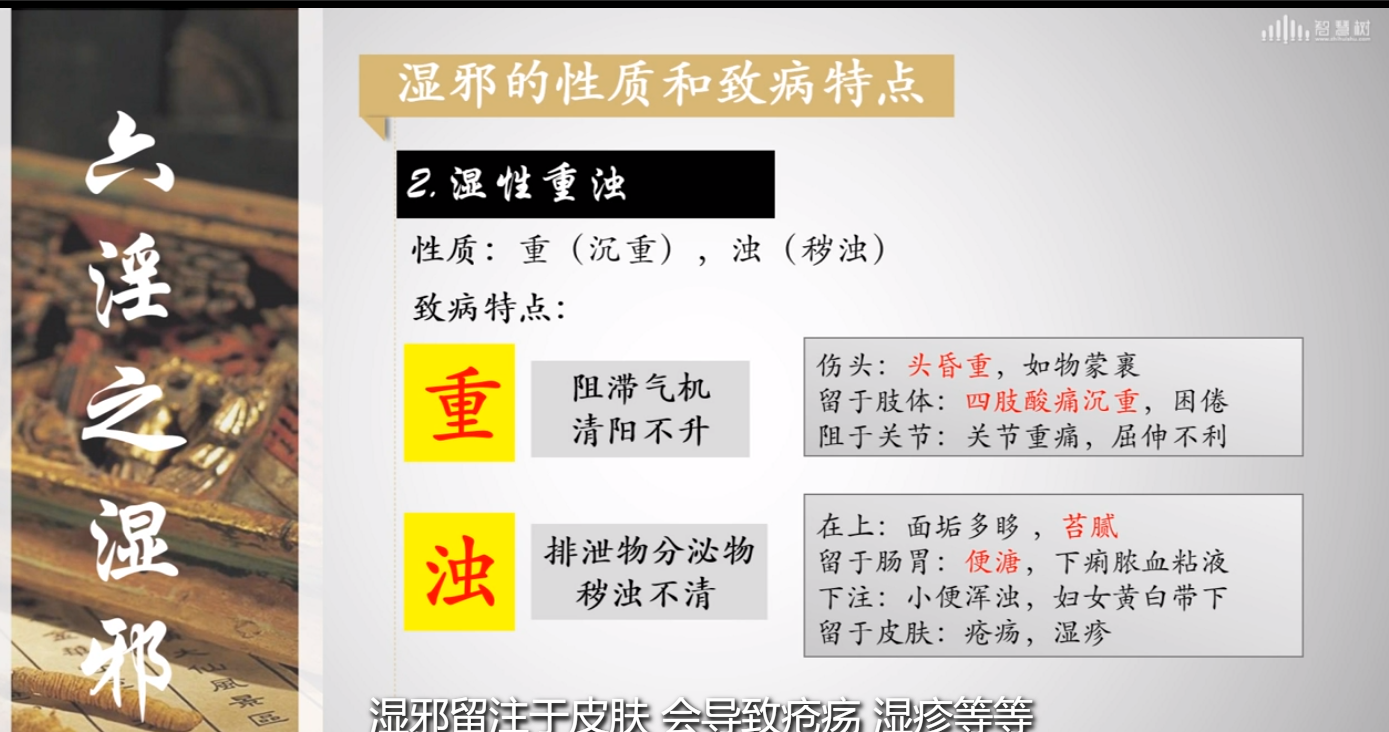 智慧树
www.zhihuishu.com
六淫之湿邪
湿邪的性质和致病特点
2.湿性重浊
性质：重（沉重），浊（秽浊）
致病特点：
重
阻滞气机
清阳不升
伤头：头昏重，如物蒙裹
留于肢体：四肢酸痛沉重，困倦
阻于关节：关节重痛，屈伸不利
浊
排泄物分泌物
秽浊不清
在上：面垢多眵，苔腻
留于肠胃：便溏，下痢脓血粘液
下注：小便浑浊，妇女黄白带下
留于皮肤：疮疡，湿疹
湿邪留注于皮肤 会导致疮疡 湿疹等等